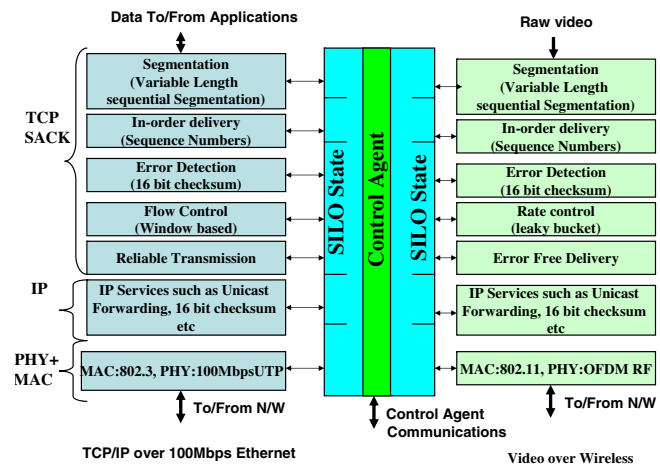 Data To/From Applications
Raw video
TCP
SACK
Segmentation
(Variable Length
sequential Segmentation)
In-order delivery
(Sequence Numbers)
Error Detection
(16 bit checksum)
Flow Control
(Window based)
Reliable Transmission
IP
IP Services such as Unicast
Forwarding, 16 bit checksum
etc
PHY+
MAC
MAC:802.3, PHY:100MbpsUTP
To/From N/W
TCP/IP over 100Mbps Ethernet
SILO State
Control Agent
SILO State
Control Agent
Communications
Segmentation
(Variable Length
sequential Segmentation)
In-order delivery
(Sequence Numbers)
Error Detection
(16 bit checksum)
Rate control
(leaky bucket)
Error Free Delivery
IP Services such as Unicast
Forwarding, 16 bit checksum
etc
MAC:802.11, PHY:OFDM RF
To/From N/W
Video over Wireless